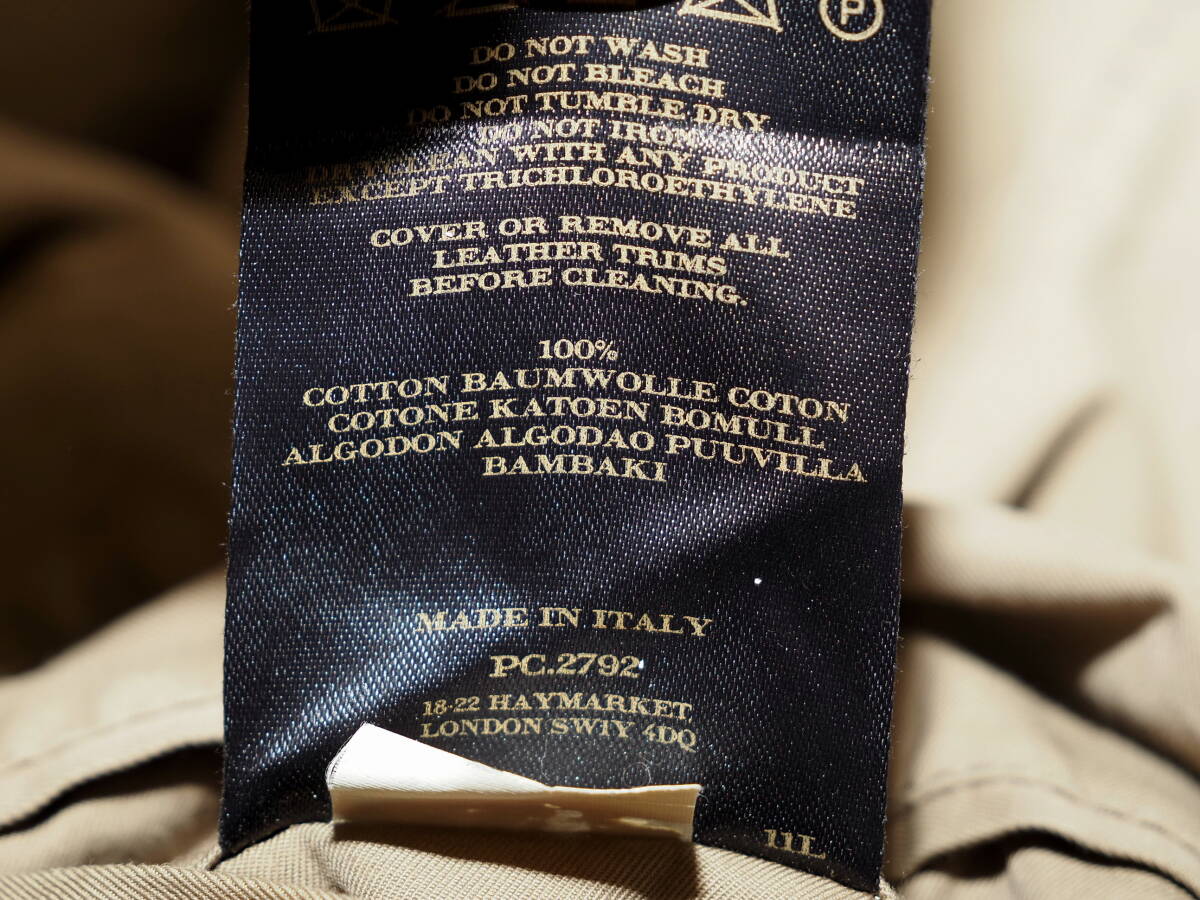 P
DO NOT WASH
DO NOT BLEACH
DO NOT TUMBLE DRY
DO NOT IRON
DRY CLEAN WITH ANY PRODUCT
EXCEPT TRICHLOROETHYLENE
COVER OR REMOVE ALL
LEATHER TRIMS
BEFORE CLEANING.
100%
COTTON BAUMWOLLE COTON
COTONE KATOEN BOMULL
ALGODON ALGODAO PUUVILLA
BAMBAKI
MADE IN ITALY
PC.2792
18-22 HAYMARKET
LONDON SW1Y 4DQ
11L